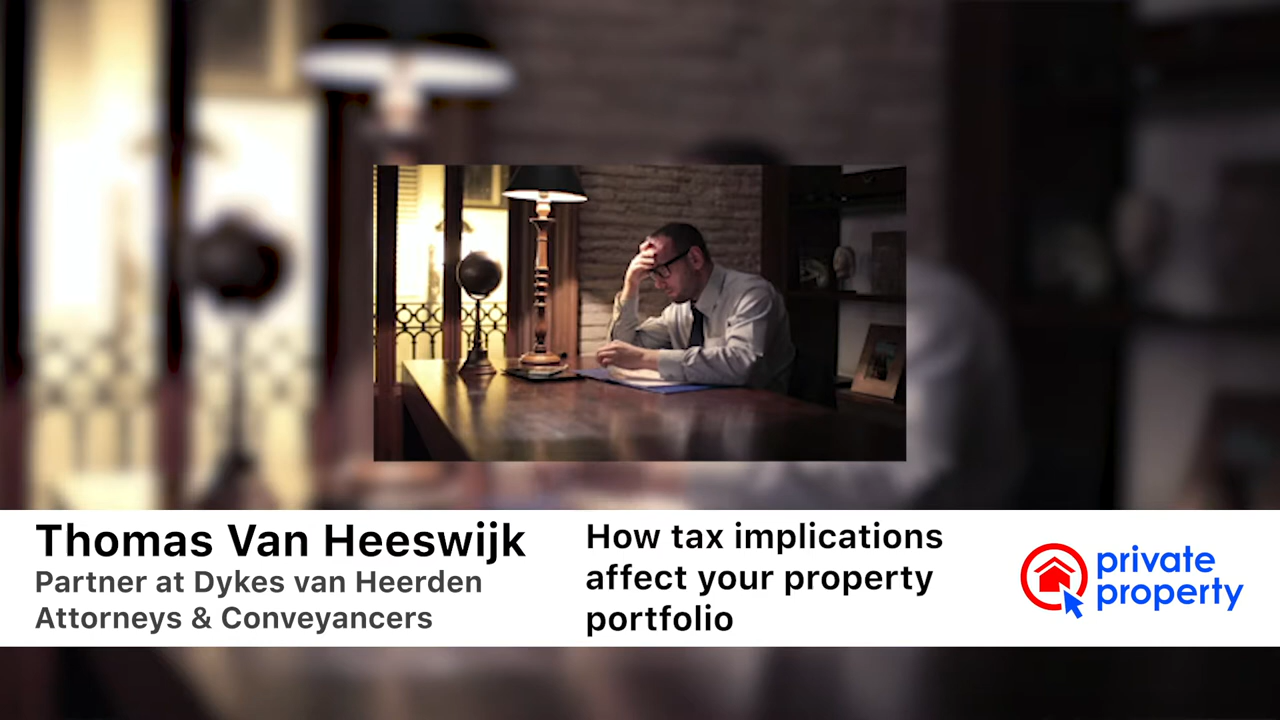 Thomas Van Heeswijk
Partner at Dykes van Heerden
Attorneys & Conveyancers
How tax implications
affect your property
portfolio
private
property